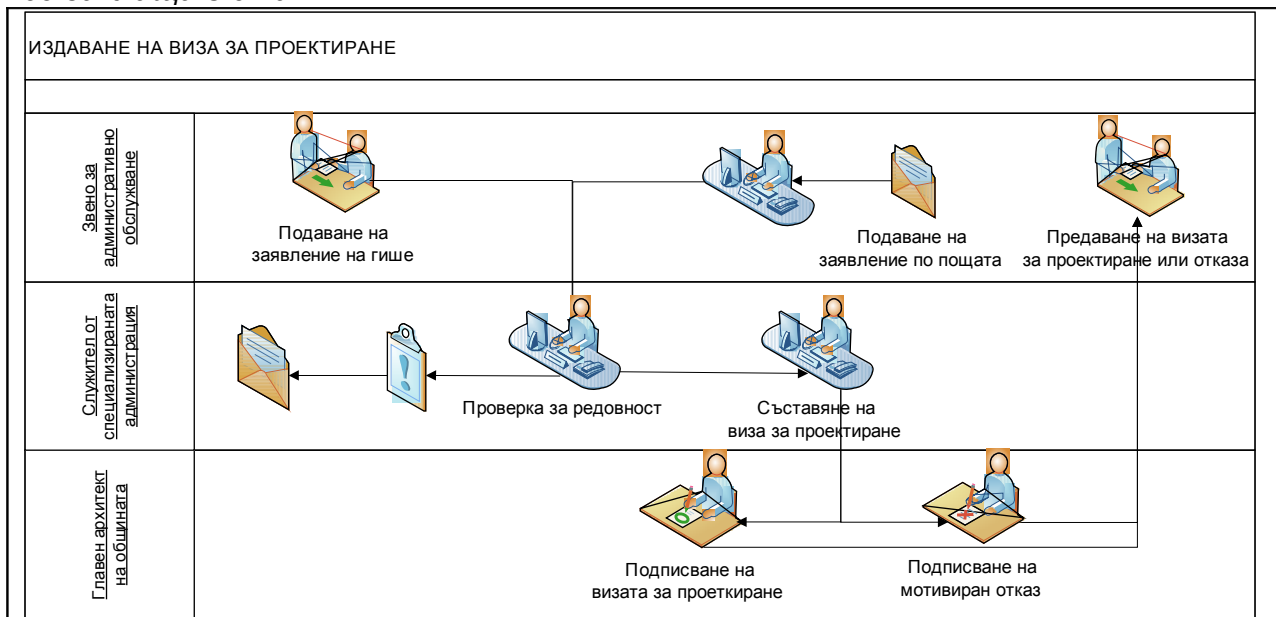 ИЗДАВАНЕ НА ВИЗА ЗА ПРОЕКТИРАНЕ
Звено за
административно
обслужване
Подаване на
заявление на гише
Подаване на
заявление по пощата
Предаване на визата
за проектиране или отказа
Служител от
специализираната
администрация
Проверка за редовност
Съставяне на
виза за проектиране
Главен архитект
на общината
Подписване на
визата за проеткиране
Подписване на
мотивиран отказ